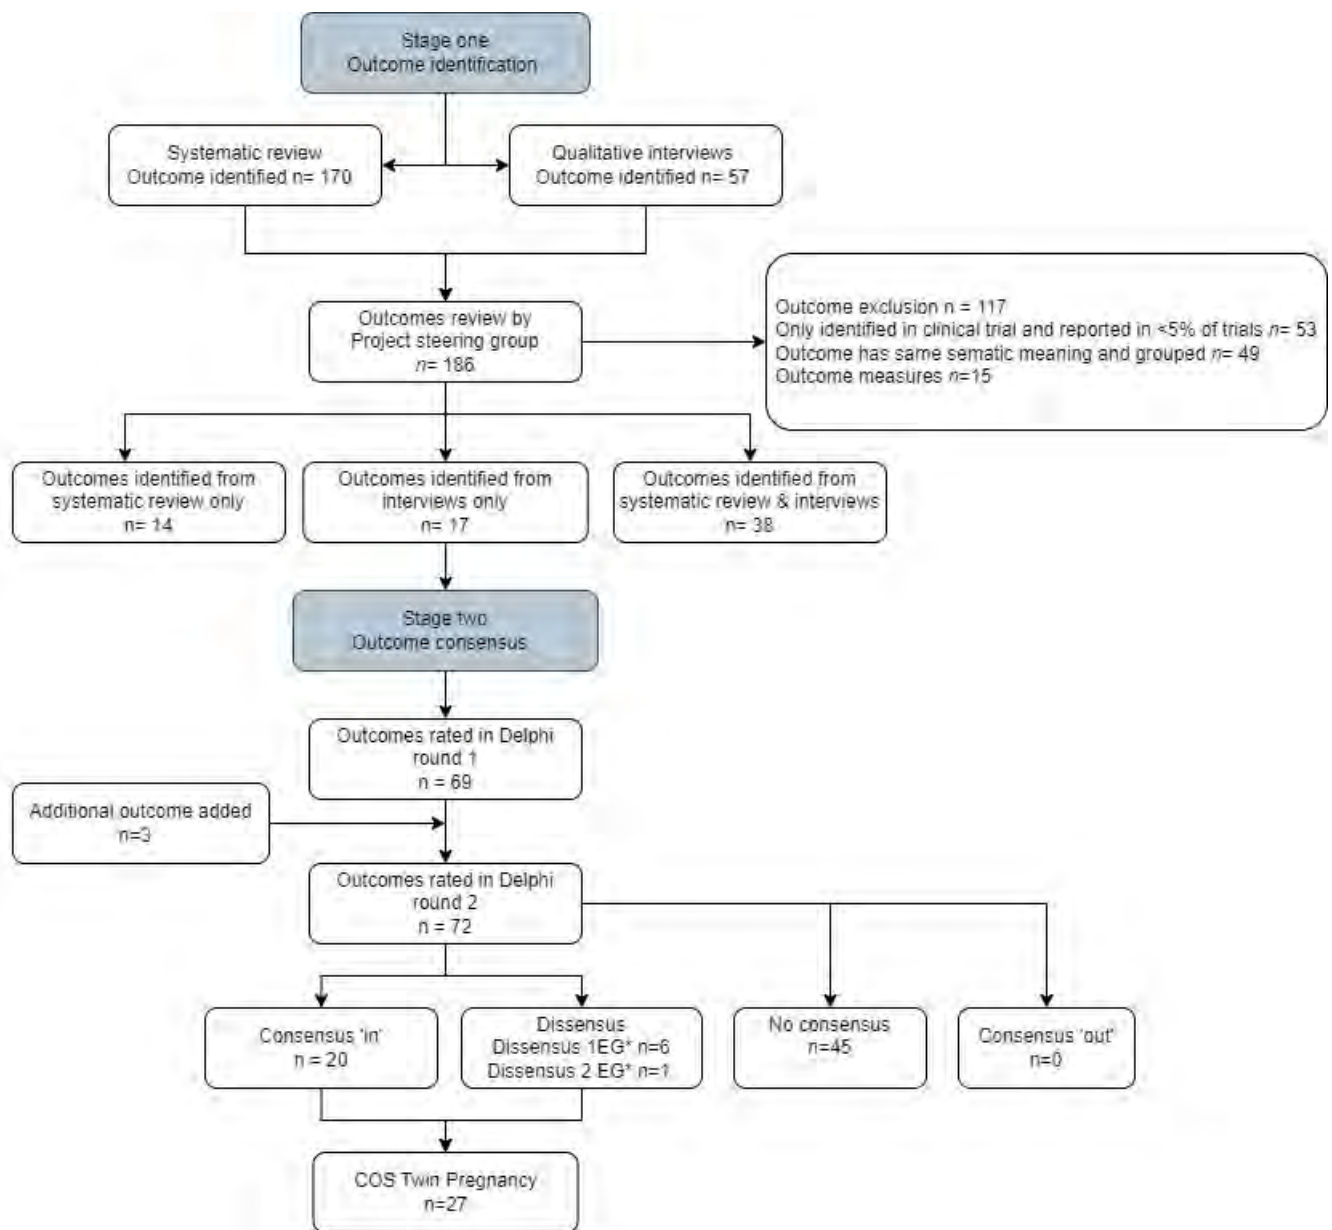 Stage one
Outcome identification
Systematic review
Outcome identified n= 170
Qualitative interviews
Outcome identified n= 57
Outcomes review by
Project steering group
n= 186
Outcome exclusion n = 117
Only identified in clinical trial and reported in <5% of trials n= 53
Outcome has same sematic meaning and grouped n= 49
Outcome measures n=15
Outcomes identified from
systematic review only
n= 14
Outcomes identified from
interviews only
n= 17
Outcomes identified from
systematic review & interviews
n= 38
Stage two
Outcome consensus
Outcomes rated in Delphi
round 1
n = 69
Additional outcome added
n=3
Outcomes rated in Delphi
round 2
n = 72
Consensus 'in'
n = 20
Dissensus
Dissensus 1EG* n=6
Dissensus 2 EG* n=1
No consensus
n=45
Consensus 'out'
n=0
COS Twin Pregnancy
n=27